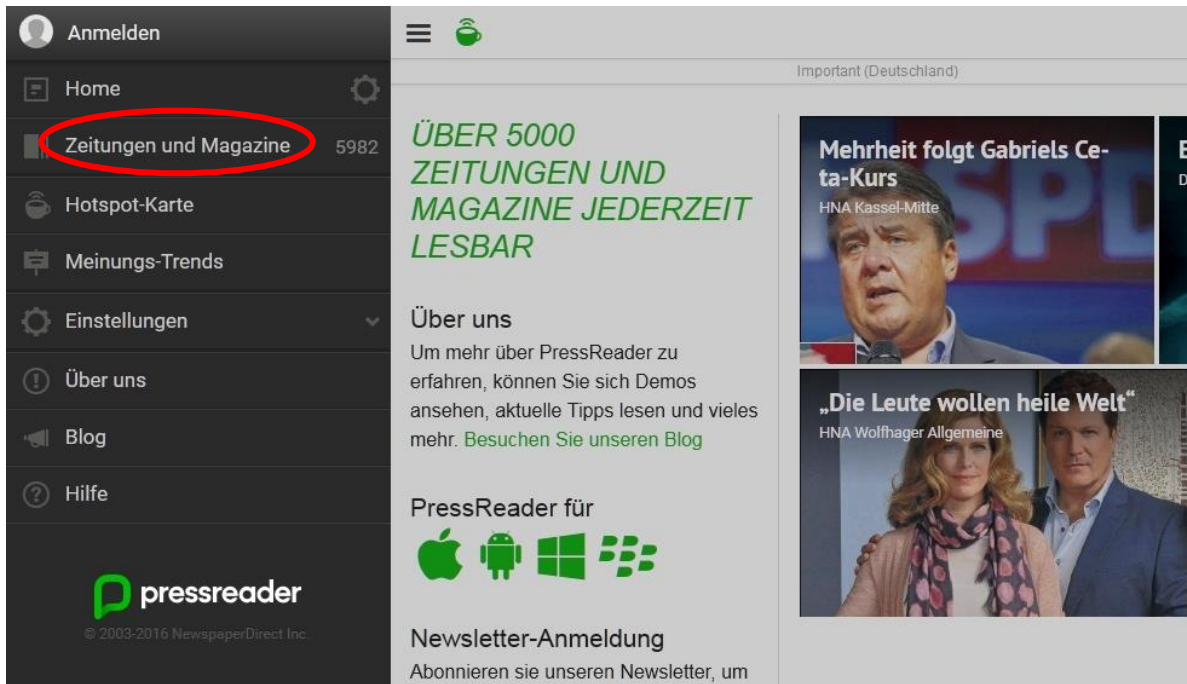 Anmelden
Home
Zeitungen und Magazine 5982
Hotspot-Karte
Meinungs-Trends
Einstellungen
Über uns
Blog
Hilfe
pressreader
© 2003-2016 NewspaperDirect Inc.
Important (Deutschland)
ÜBER 5000
ZEITUNGEN UND
MAGAZINE JEDERZEIT
LESBAR
Über uns
Um mehr über PressReader zu
erfahren, können Sie sich Demos
ansehen, aktuelle Tipps lesen und vieles
mehr. Besuchen Sie unseren Blog
PressReader für
Newsletter-Anmeldung
Abonnieren sie unseren Newsletter, um
Mehrheit folgt Gabriels Ce-
ta-Kurs
HNA Kassel-Mitte
SPD
„Die Leute wollen heile Welt“
HNA Wolfhager Allgemeine